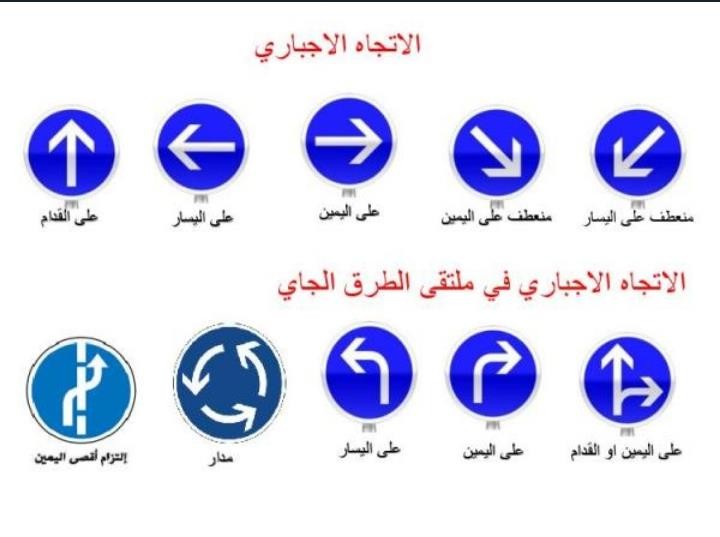 الاتجاه الاجباري
منعطف على اليسار
منعطف على اليمين
على اليمين
على اليسار
على القدام
الاتجاه الاجباري في ملتقى الطرق الجاي
على اليمين او القدام
على اليمين
على اليسار
مدار
إلتزام أقصى اليمين